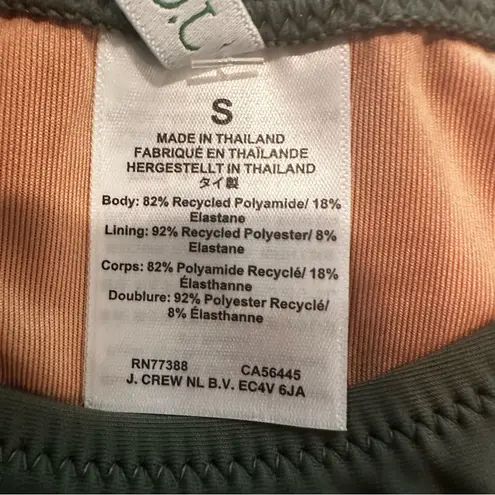 S
MADE IN THAILAND
FABRIQUÉ EN THAÏLANDE
HERGESTELLT IN THAILAND
タイ製
Body: 82% Recycled Polyamide/ 18%
Elastane
Lining: 92% Recycled Polyester/ 8%
Elastane
Corps: 82% Polyamide Recyclé/ 18%
Élasthanne
Doublure: 92% Polyester Recyclé/
8% Élasthanne
RN77388 CA56445
J. CREW NL B.V. EC4V 6JA